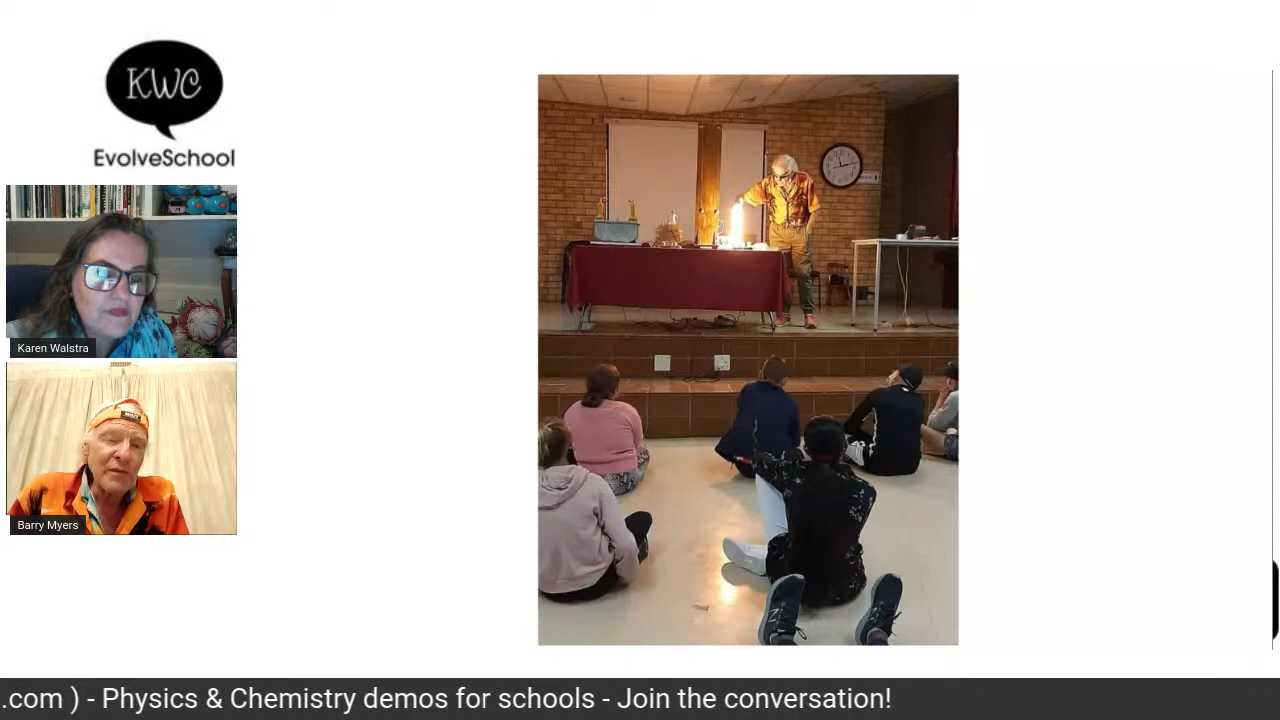 KWC
EvolveSchool
Karen Walstra
Barry Myers
.com ) - Physics & Chemistry demos for schools - Join the conversation!